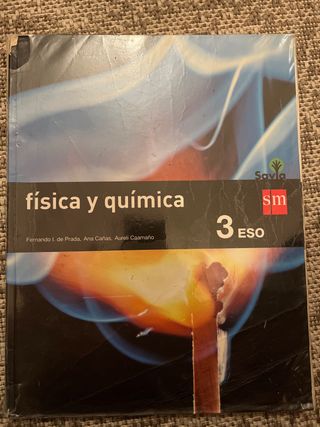 Savia
física y química
sm
Fernando I. de Prada, Ana Cañas, Aureli Caamaño
3 ESO